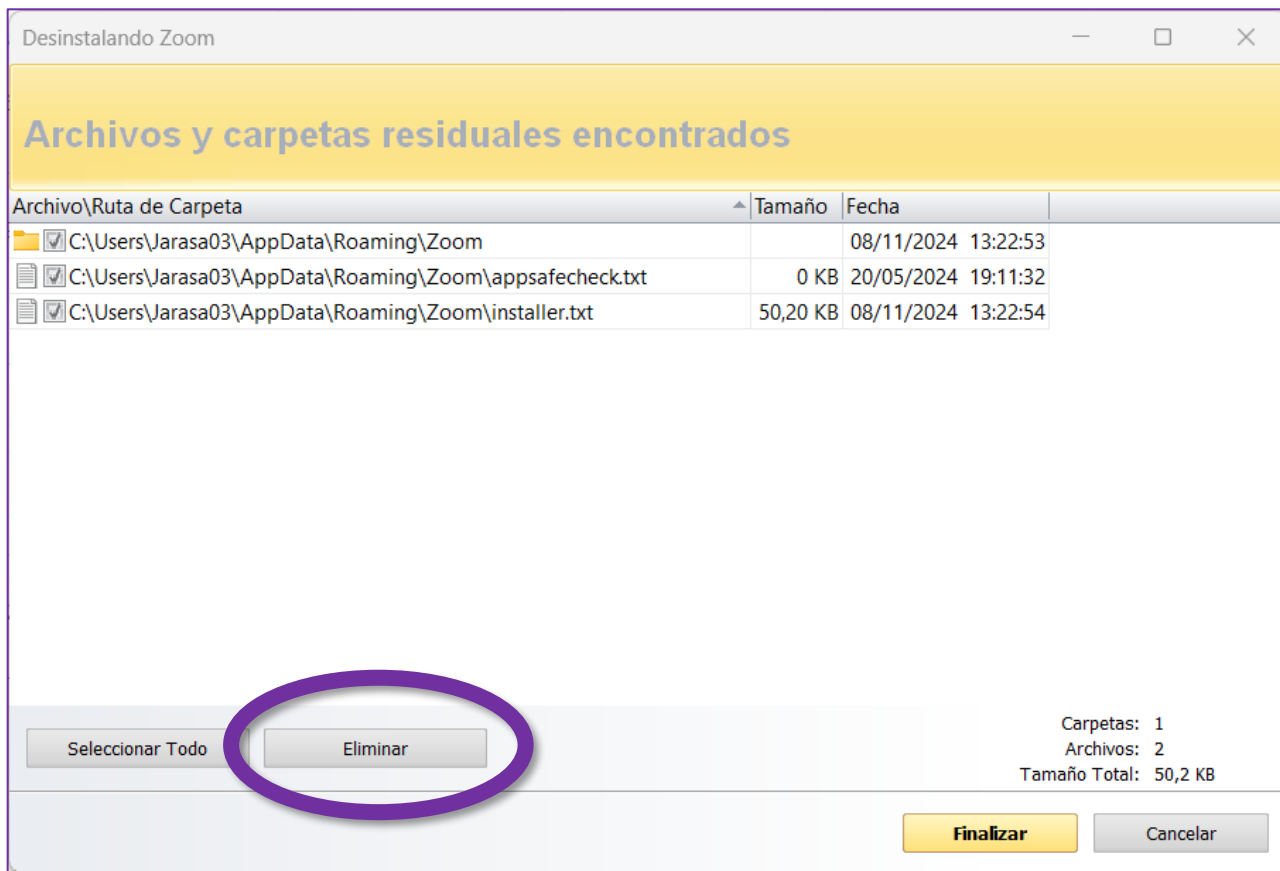 Desinstalando Zoom
Archivos y carpetas residuales encontrados
Archivo\Ruta de Carpeta Tamaño Fecha
C:\Users\Jarasa03\AppData\Roaming\Zoom 08/11/2024 13:22:53
C:\Users\Jarasa03\AppData\Roaming\Zoom\appsafecheck.txt 0 KB 20/05/2024 19:11:32
C:\Users\Jarasa03\AppData\Roaming\Zoom\installer.txt 50,20 KB 08/11/2024 13:22:54
Carpetas: 1
Seleccionar Todo Eliminar Archivos: 2
Tamaño Total: 50,2 KB
Finalizar Cancelar